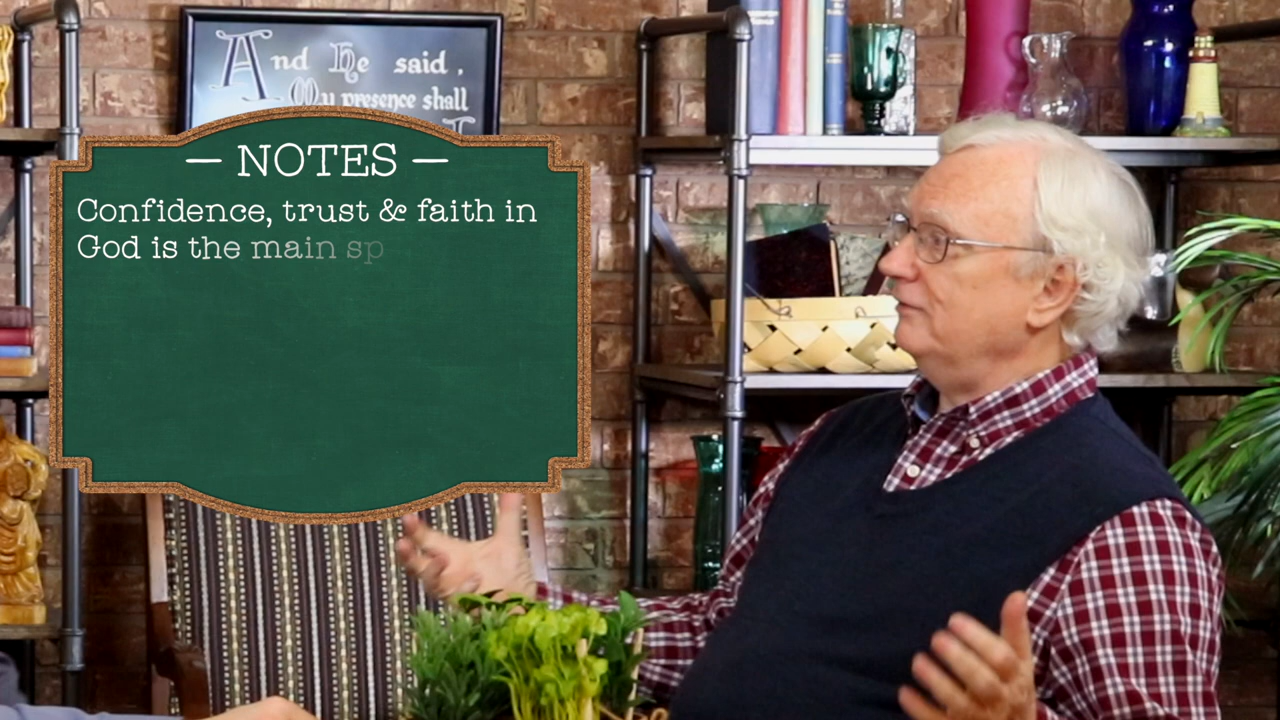 And He said,
My presence shall
— NOTES —
Confidence, trust & faith in
God is the main sp